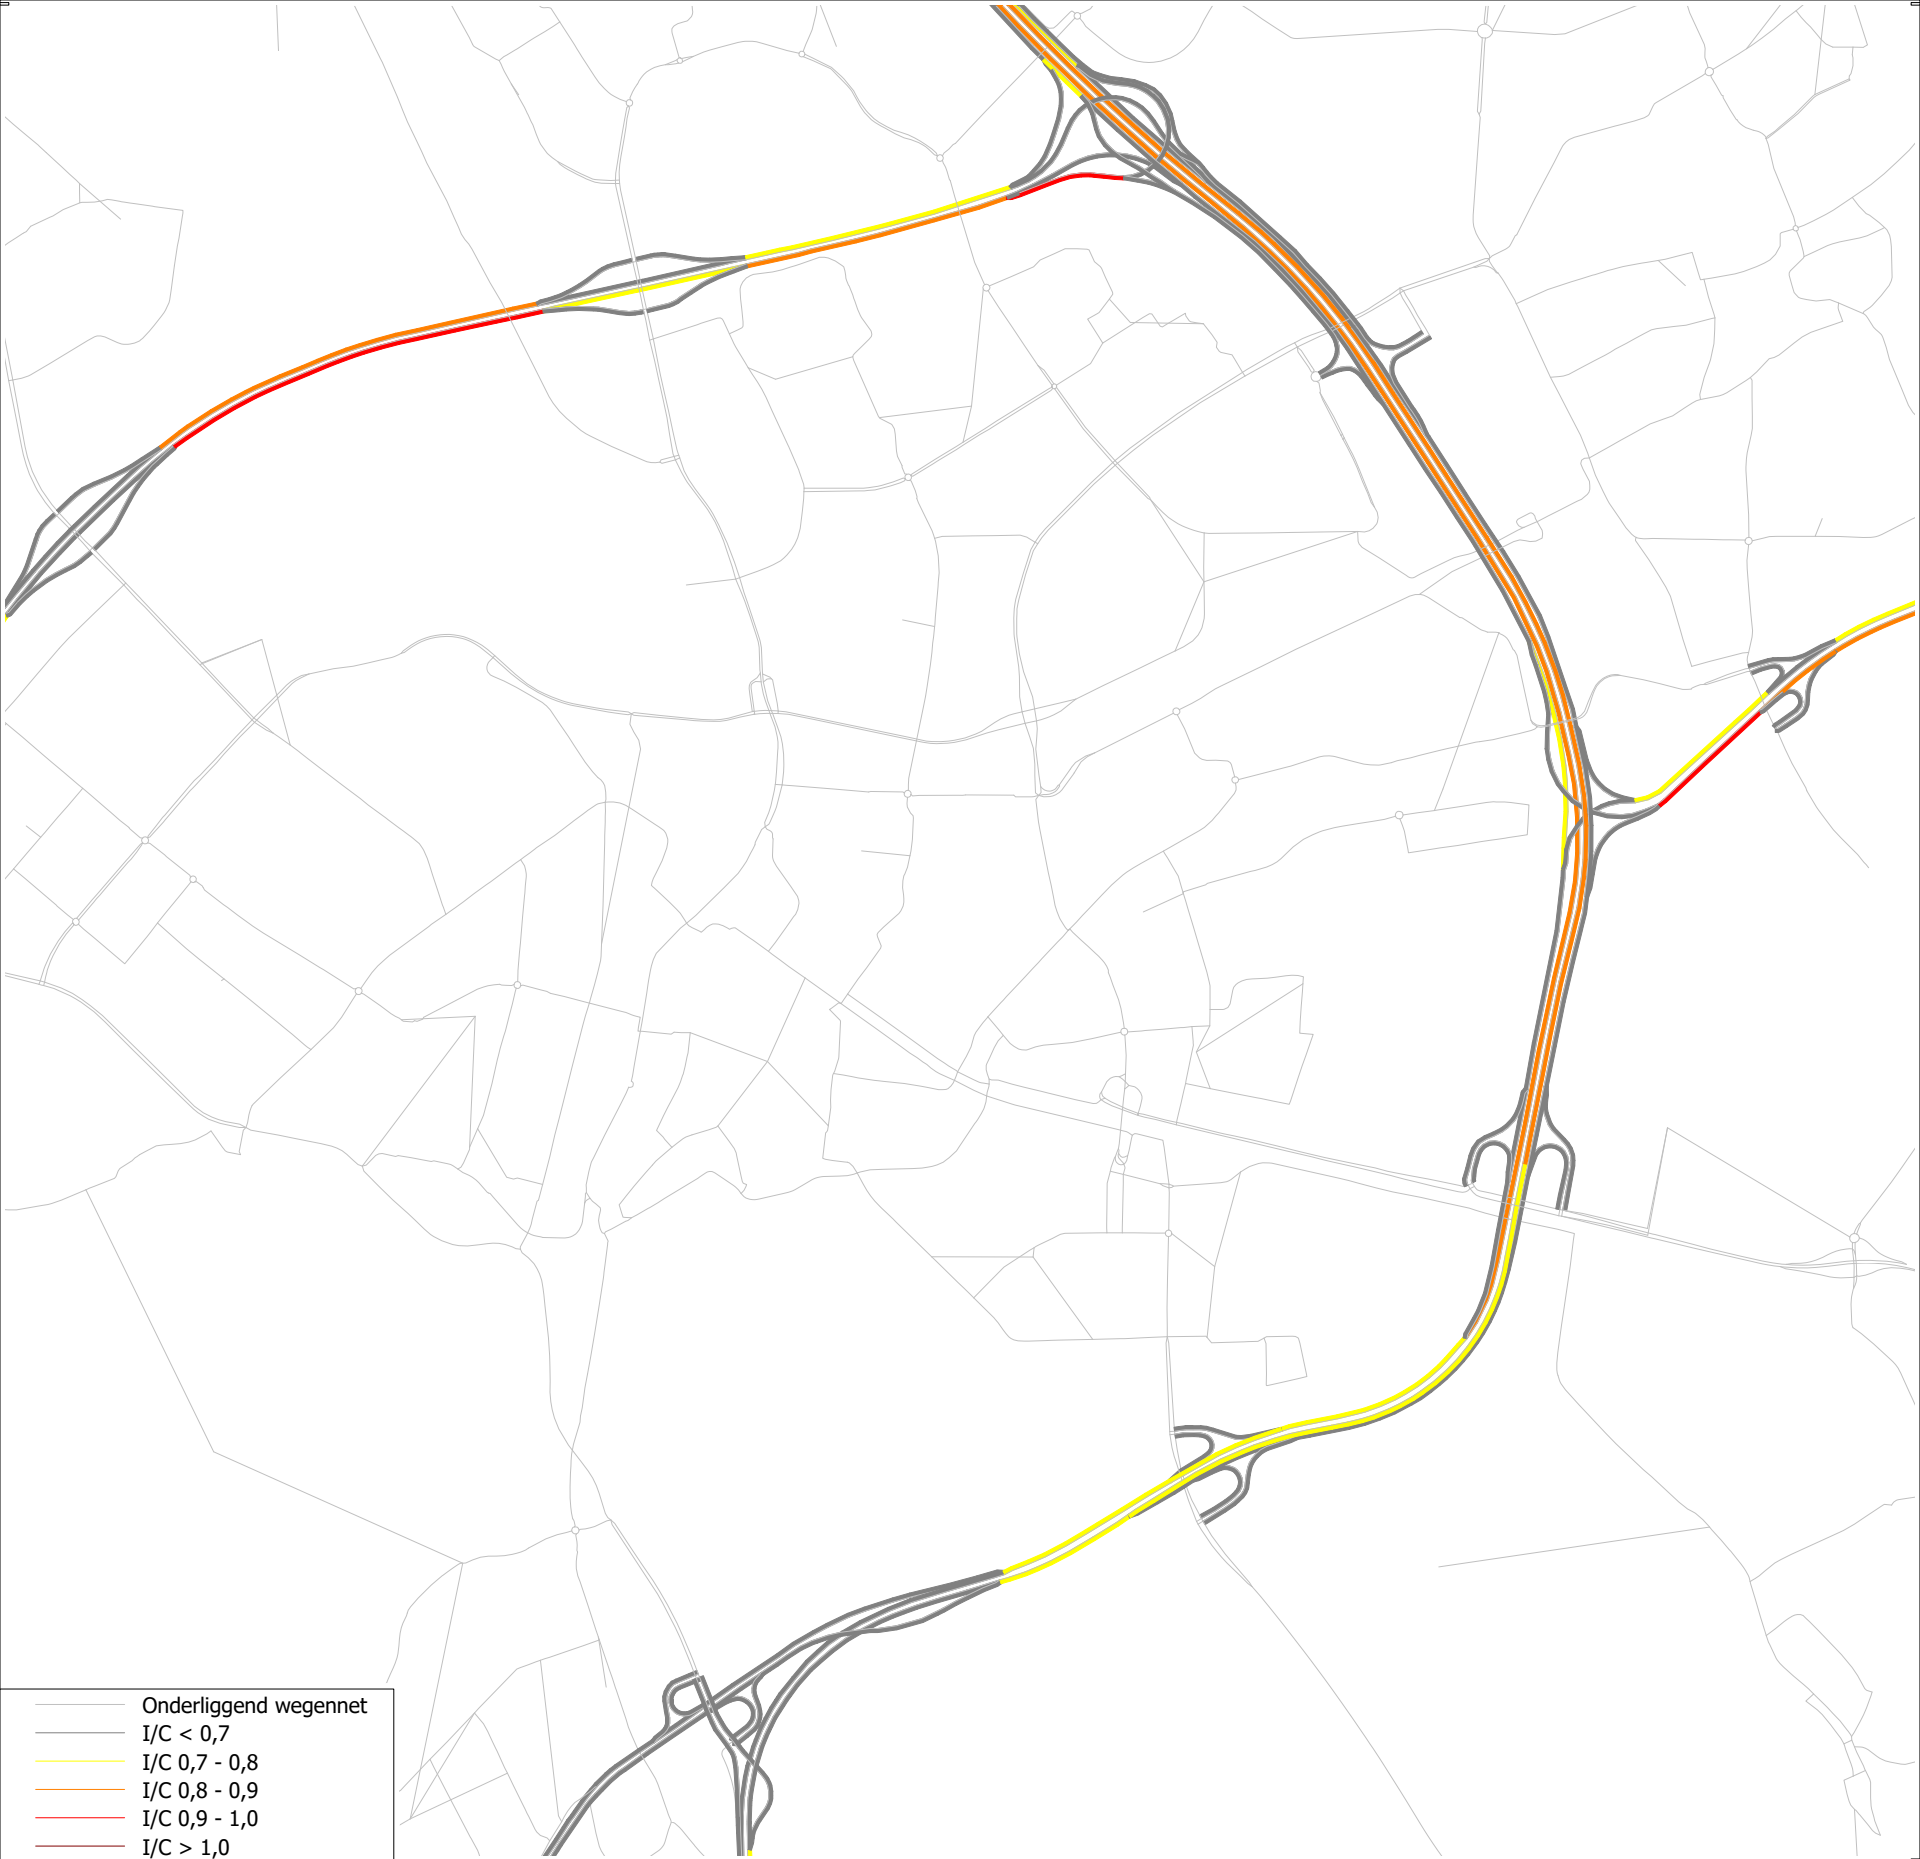 Onderliggend wegennet
I/C < 0,7
I/C 0,7 - 0,8
I/C 0,8 - 0,9
I/C 0,9 - 1,0
I/C > 1,0